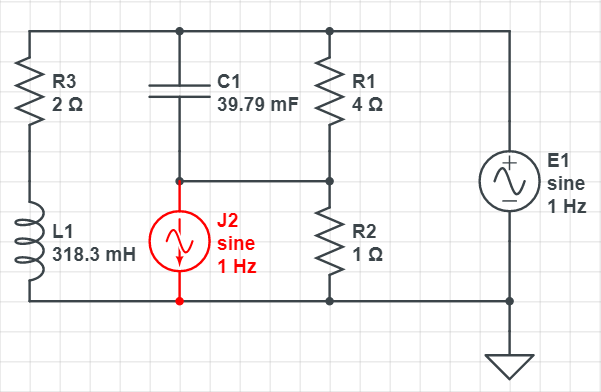 R3
2 Ω
C1
39.79 mF
R1
4 Ω
E1
sine
1 Hz
L1
318.3 mH
J2
sine
1 Hz
R2
1 Ω